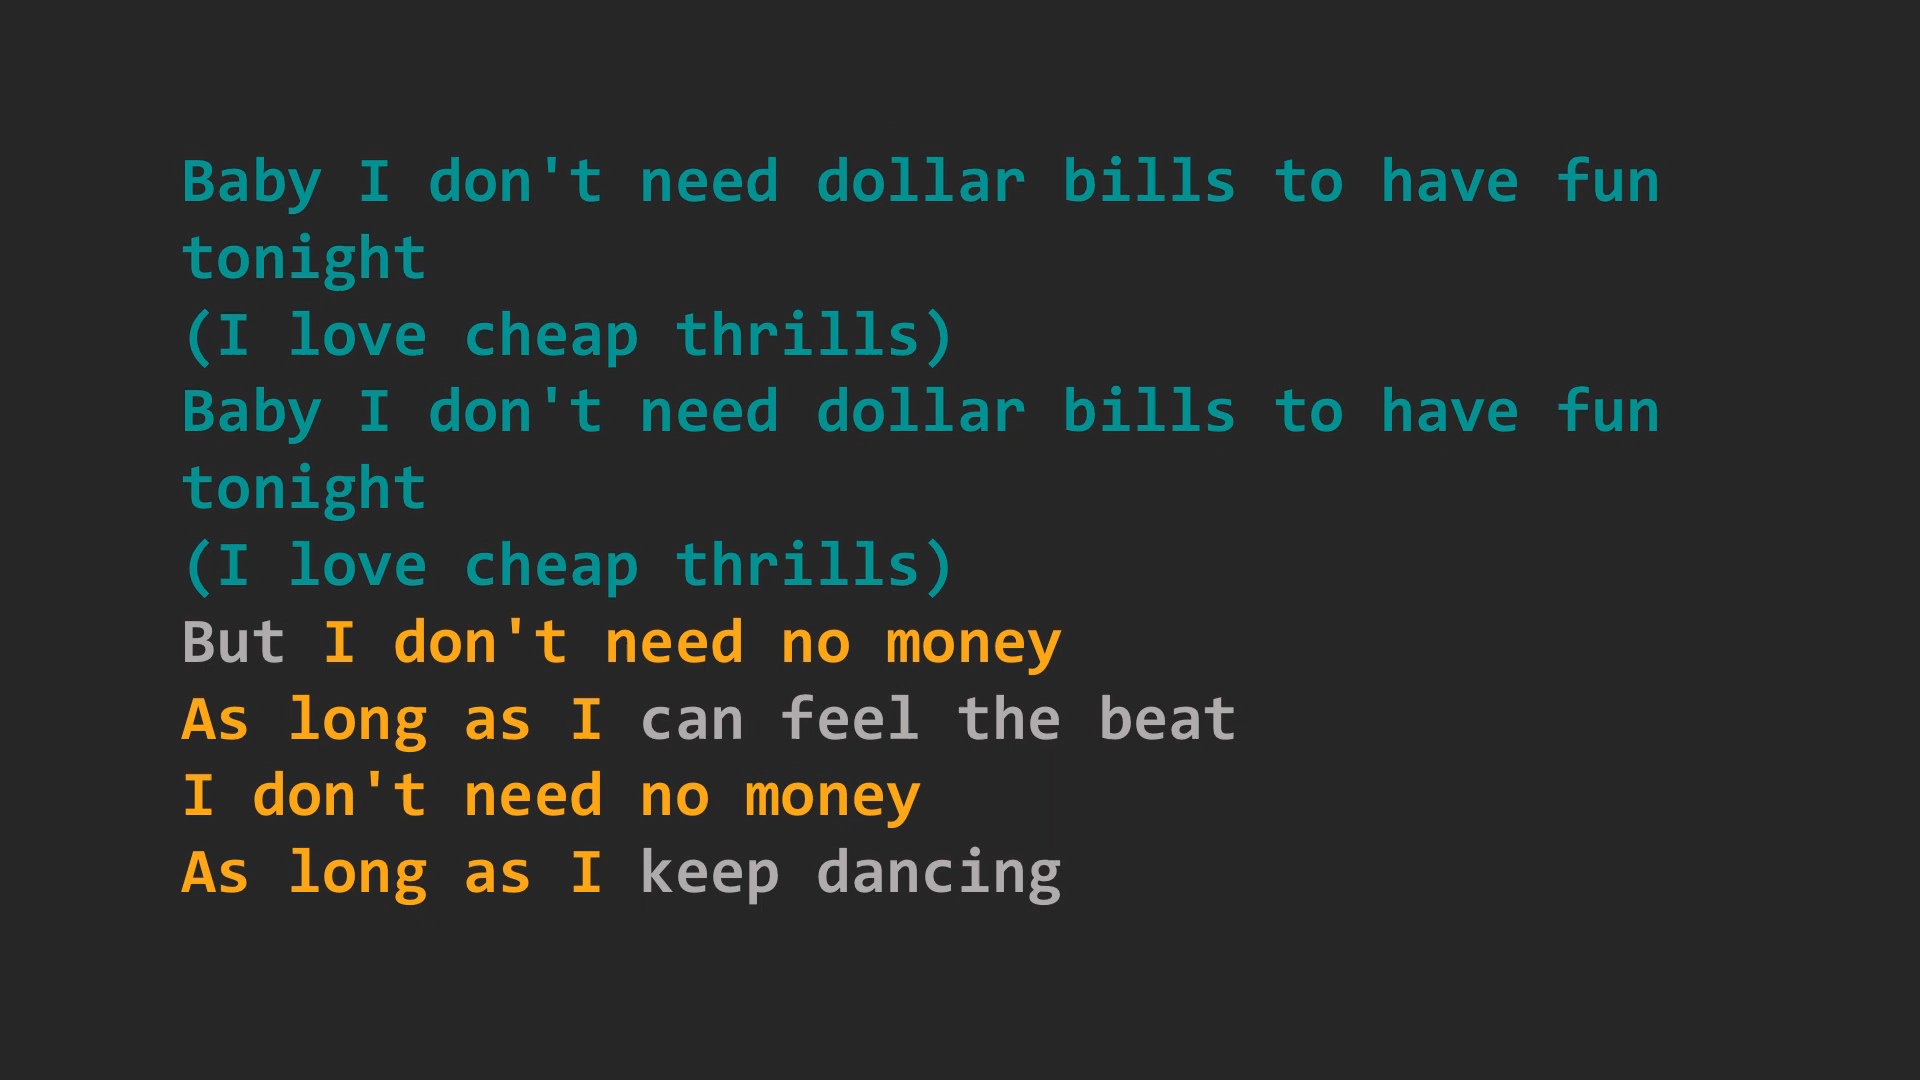 Baby I don't need dollar bills to have fun
tonight
(I love cheap thrills)
Baby I don't need dollar bills to have fun
tonight
(I love cheap thrills)
But I don't need no money
As long as I can feel the beat
I don't need no money
As long as I keep dancing